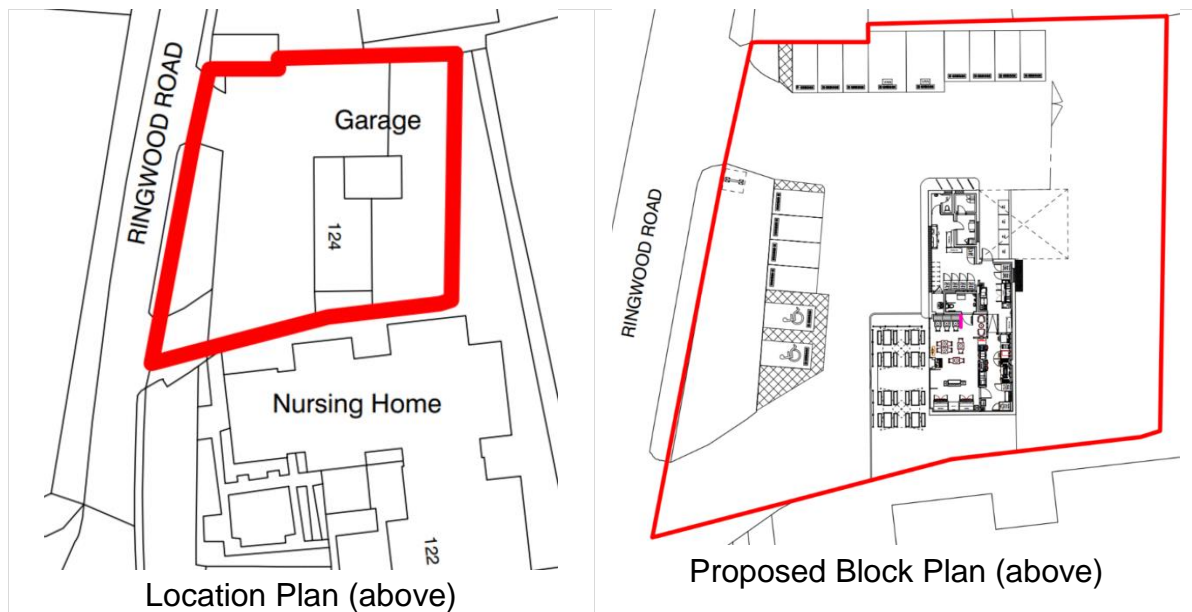 RINGWOOD ROAD
Garage
124
Nursing Home
122
Location Plan (above)
RINGWOOD ROAD
Proposed Block Plan (above)